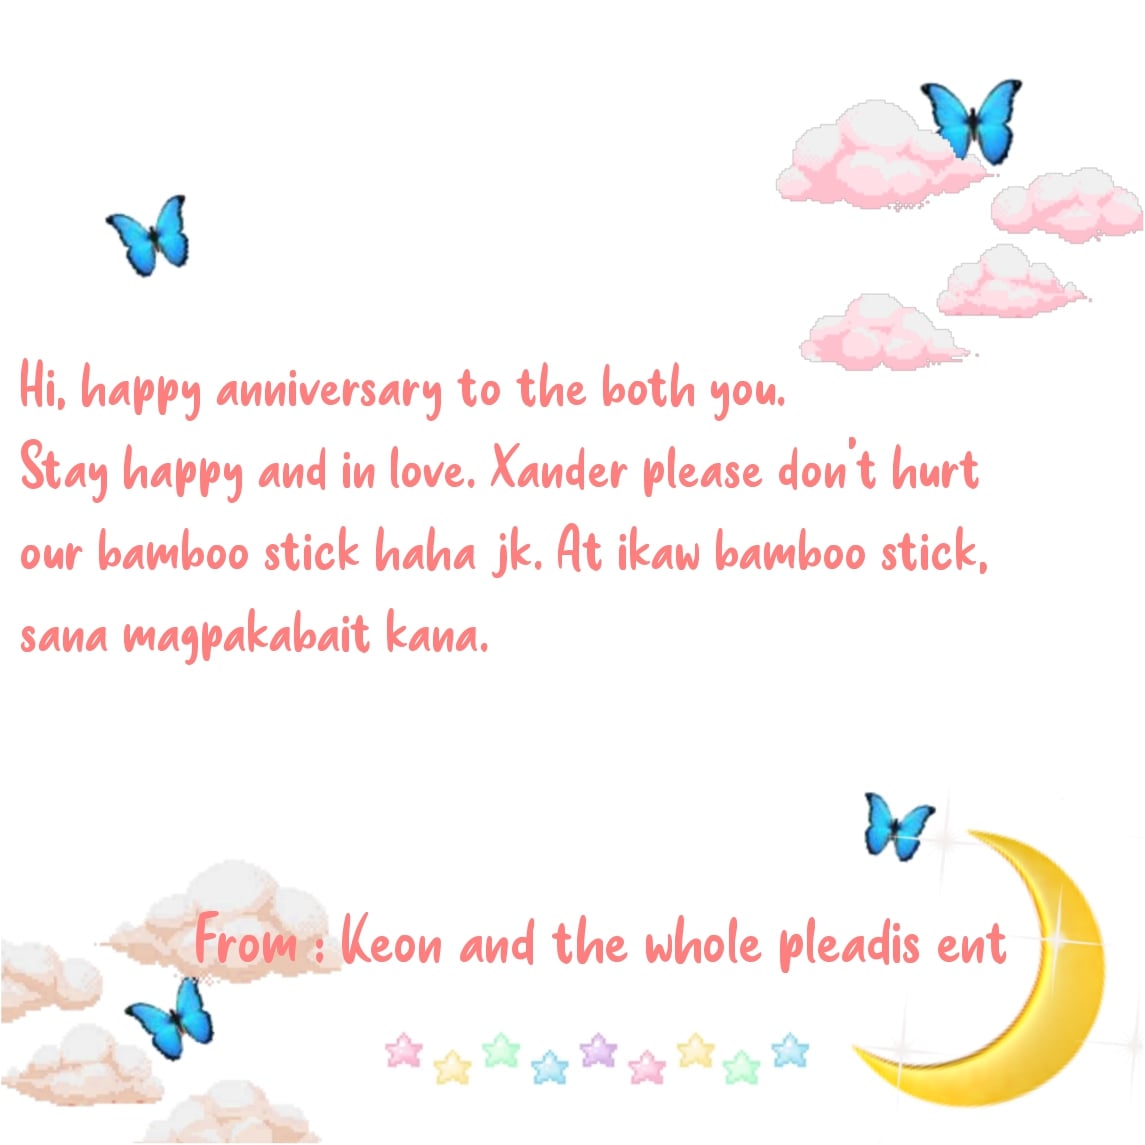 Hi, happy anniversary to the both you.
Stay happy and in love. Xander please don't hurt
our bamboo stick haha jk. At ikaw bamboo stick,
sana magpakabait kana.
From : Keon and the whole pleadis ent